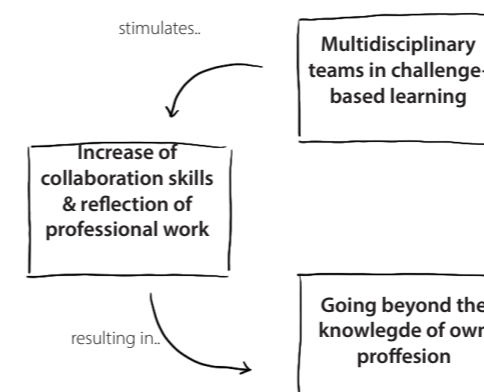 stimulates..
Multidisciplinary
teams in challenge-
based learning
Increase of
collaboration skills
& reflection of
professional work
resulting in..
Going beyond the
knowlegde of own
proffesion